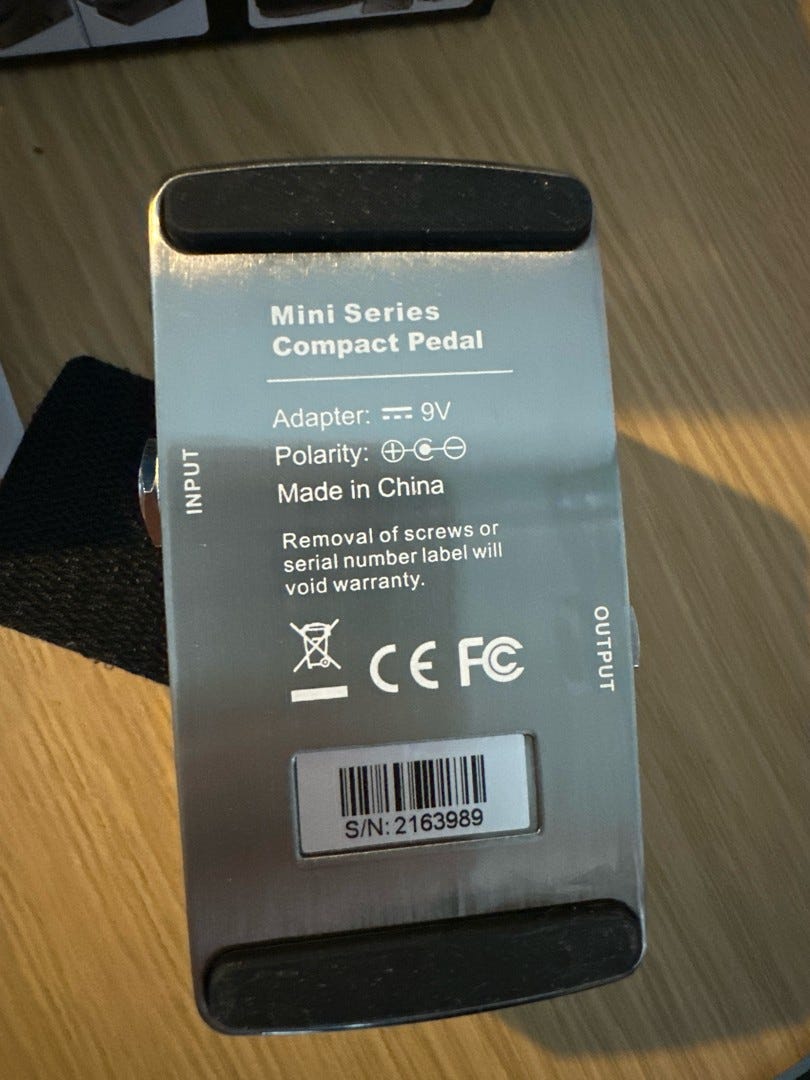 Mini Series
Compact Pedal
Adapter: ⎓ 9V
Polarity: ⊕-C-⊖
Made in China
Removal of screws or
serial number label will
void warranty.
CE FC
INPUT
OUTPUT
S/N: 2163989